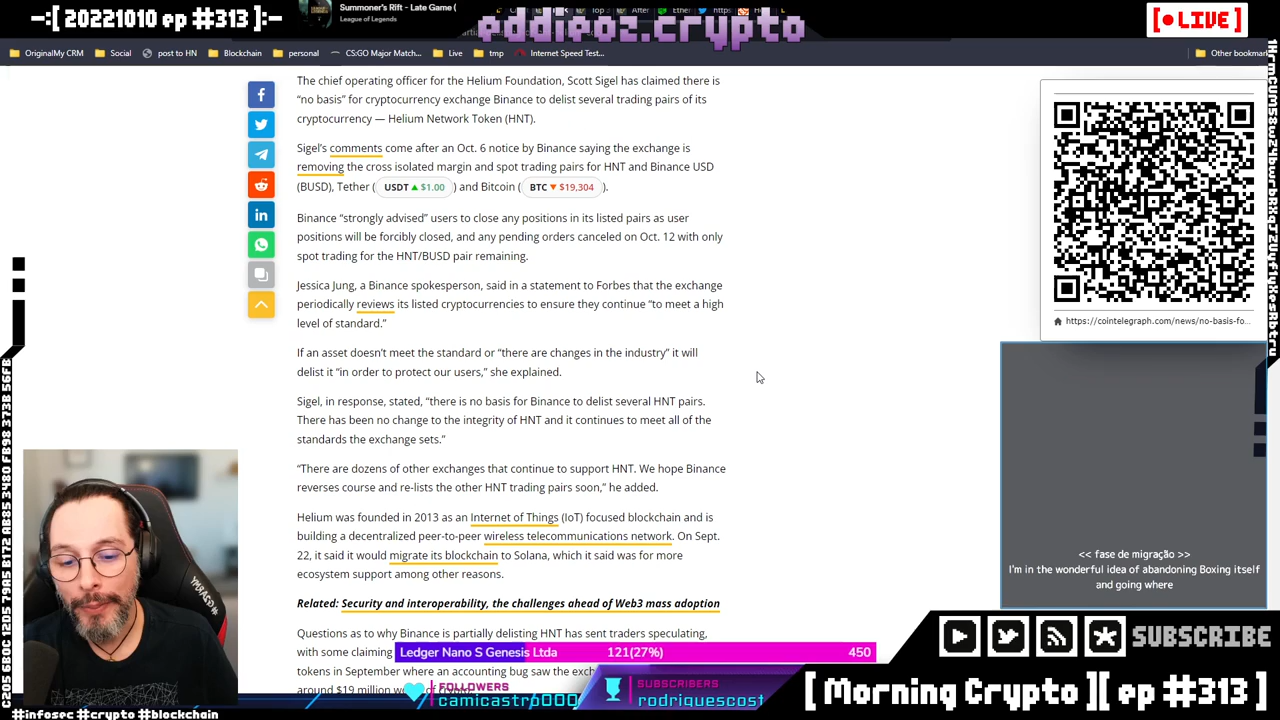 -:[ 20221010 ep #313 ]:-
Summoner's Rift - Late Game (
eddieoz.crypto
[ • LIVE ]
OriginalMy CRM
Social
post to HN
Blockchain
personal
CS:GO Major Match...
Live
tmp
Internet Speed Test...
Other bookmar
The chief operating officer for the Helium Foundation, Scott Sigel has claimed there is
“no basis” for cryptocurrency exchange Binance to delist several trading pairs of its
cryptocurrency — Helium Network Token (HNT).
Sigel’s comments come after an Oct. 6 notice by Binance saying the exchange is
removing the cross isolated margin and spot trading pairs for HNT and Binance USD
(BUSD), Tether ( USDT ▲ $1.00 ) and Bitcoin ( BTC ▼ $19,304 ).
Binance “strongly advised” users to close any positions in its listed pairs as user
positions will be forcibly closed, and any pending orders canceled on Oct. 12 with only
spot trading for the HNT/BUSD pair remaining.
Jessica Jung, a Binance spokesperson, said in a statement to Forbes that the exchange
periodically reviews its listed cryptocurrencies to ensure they continue “to meet a high
level of standard.”
If an asset doesn’t meet the standard or “there are changes in the industry” it will
delist it “in order to protect our users,” she explained.
Sigel, in response, stated, “there is no basis for Binance to delist several HNT pairs.
There has been no change to the integrity of HNT and it continues to meet all of the
standards the exchange sets.”
“There are dozens of other exchanges that continue to support HNT. We hope Binance
reverses course and re-lists the other HNT trading pairs soon,” he added.
Helium was founded in 2013 as an Internet of Things (IoT) focused blockchain and is
building a decentralized peer-to-peer wireless telecommunications network. On Sept.
22, it said it would migrate its blockchain to Solana, which it said was for more
ecosystem support among other reasons.
Related: Security and interoperability, the challenges ahead of Web3 mass adoption
Questions as to why Binance is partially delisting HNT has sent traders speculating,
with some claiming
tokens in September where an accounting bug saw the exc
around $19 million w
https://cointelegraph.com/news/no-basis-fo...
<< fase de migração >>
I'm in the wonderful idea of abandoning Boxing itself
and going where
Ledger Nano S Genesis Ltda 121(27%) 450
FOLLOWERS
camicastrp6000
SUBSCRIBERS
rodriguescost
SUBSCRIBE
[ Morning Crypto ][ ep #313 ]
#infosec #crypto #blockchain